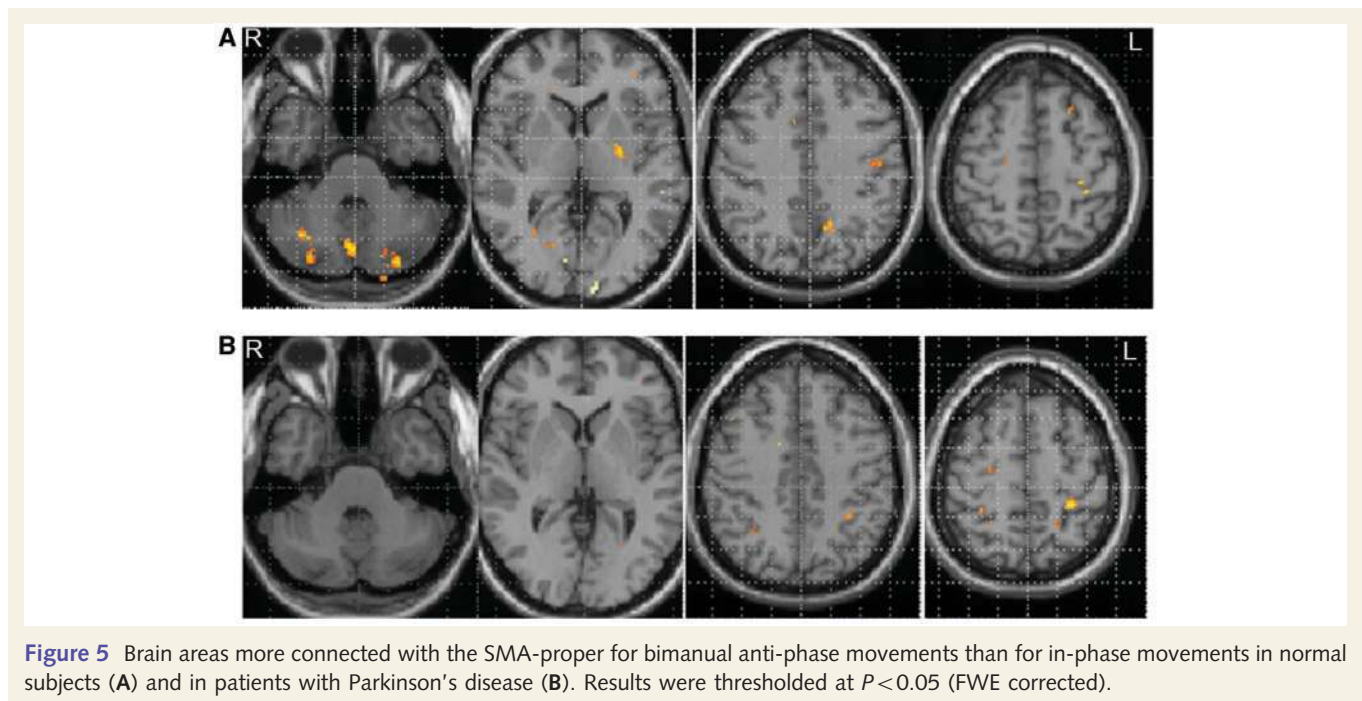 A R L
B R L
Figure 5 Brain areas more connected with the SMA-proper for bimanual anti-phase movements than for in-phase movements in normal
subjects (A) and in patients with Parkinson's disease (B). Results were thresholded at P<0.05 (FWE corrected).